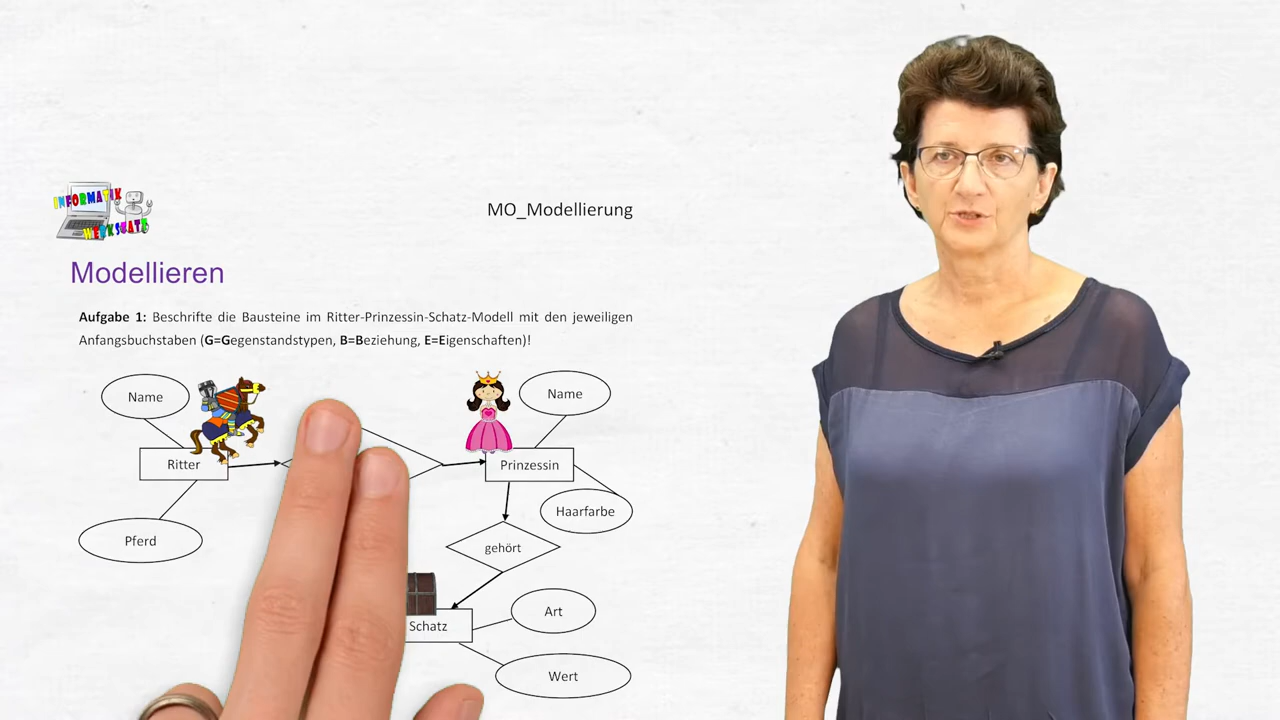 INFORMATIK
WERKSTATT
MO_Modellierung
Modellieren
Aufgabe 1: Beschrifte die Bausteine im Ritter-Prinzessin-Schatz-Modell mit den jeweiligen
Anfangsbuchstaben (G=Gegenstandstypen, B=Beziehung, E=Eigenschaften)!
Name
Name
Ritter
Prinzessin
Haarfarbe
Pferd
gehört
Art
Schatz
Wert